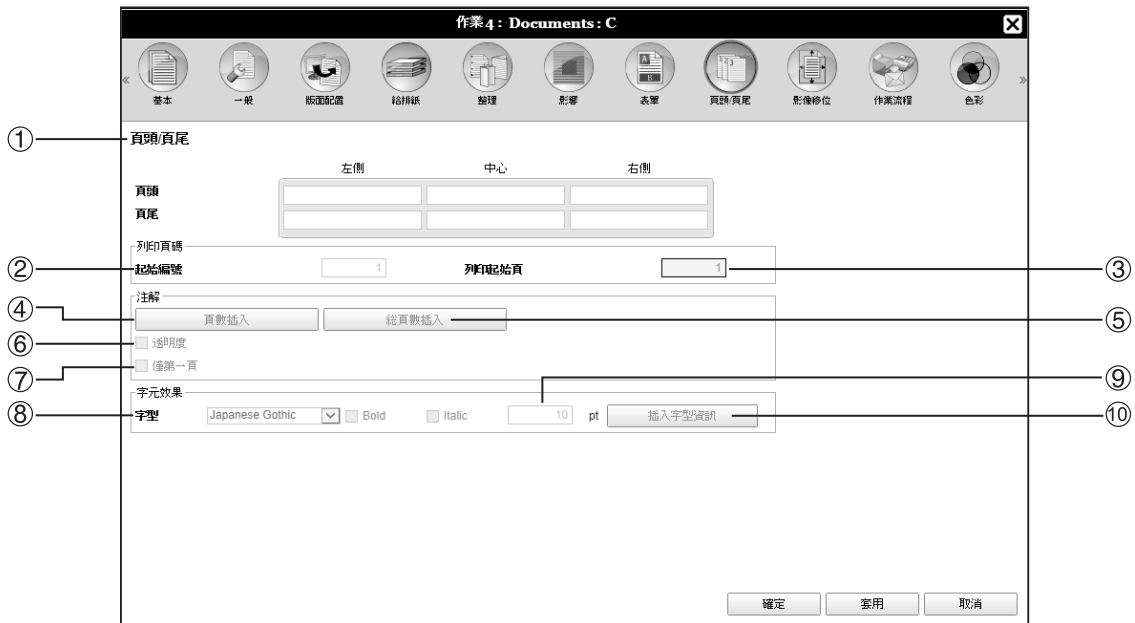 作業4 : Documents : C
« 基本 一般 版面配置 給排紙 整理 影響 表單 頁頭/頁尾 影像移位 作業流程 色彩 »
① 頁頭/頁尾
左側 中心 右側
頁頭
頁尾
列印頁碼
② 起始編號 1 列印起始頁 1 ③
注解
④ 頁數插入 総頁數插入 ⑤
⑥ 透明度
⑦ 僅第一頁
字元效果 ⑨
⑧ 字型 Japanese Gothic Bold Italic 10 pt 插入字型資訊 ⑩
確定 套用 取消